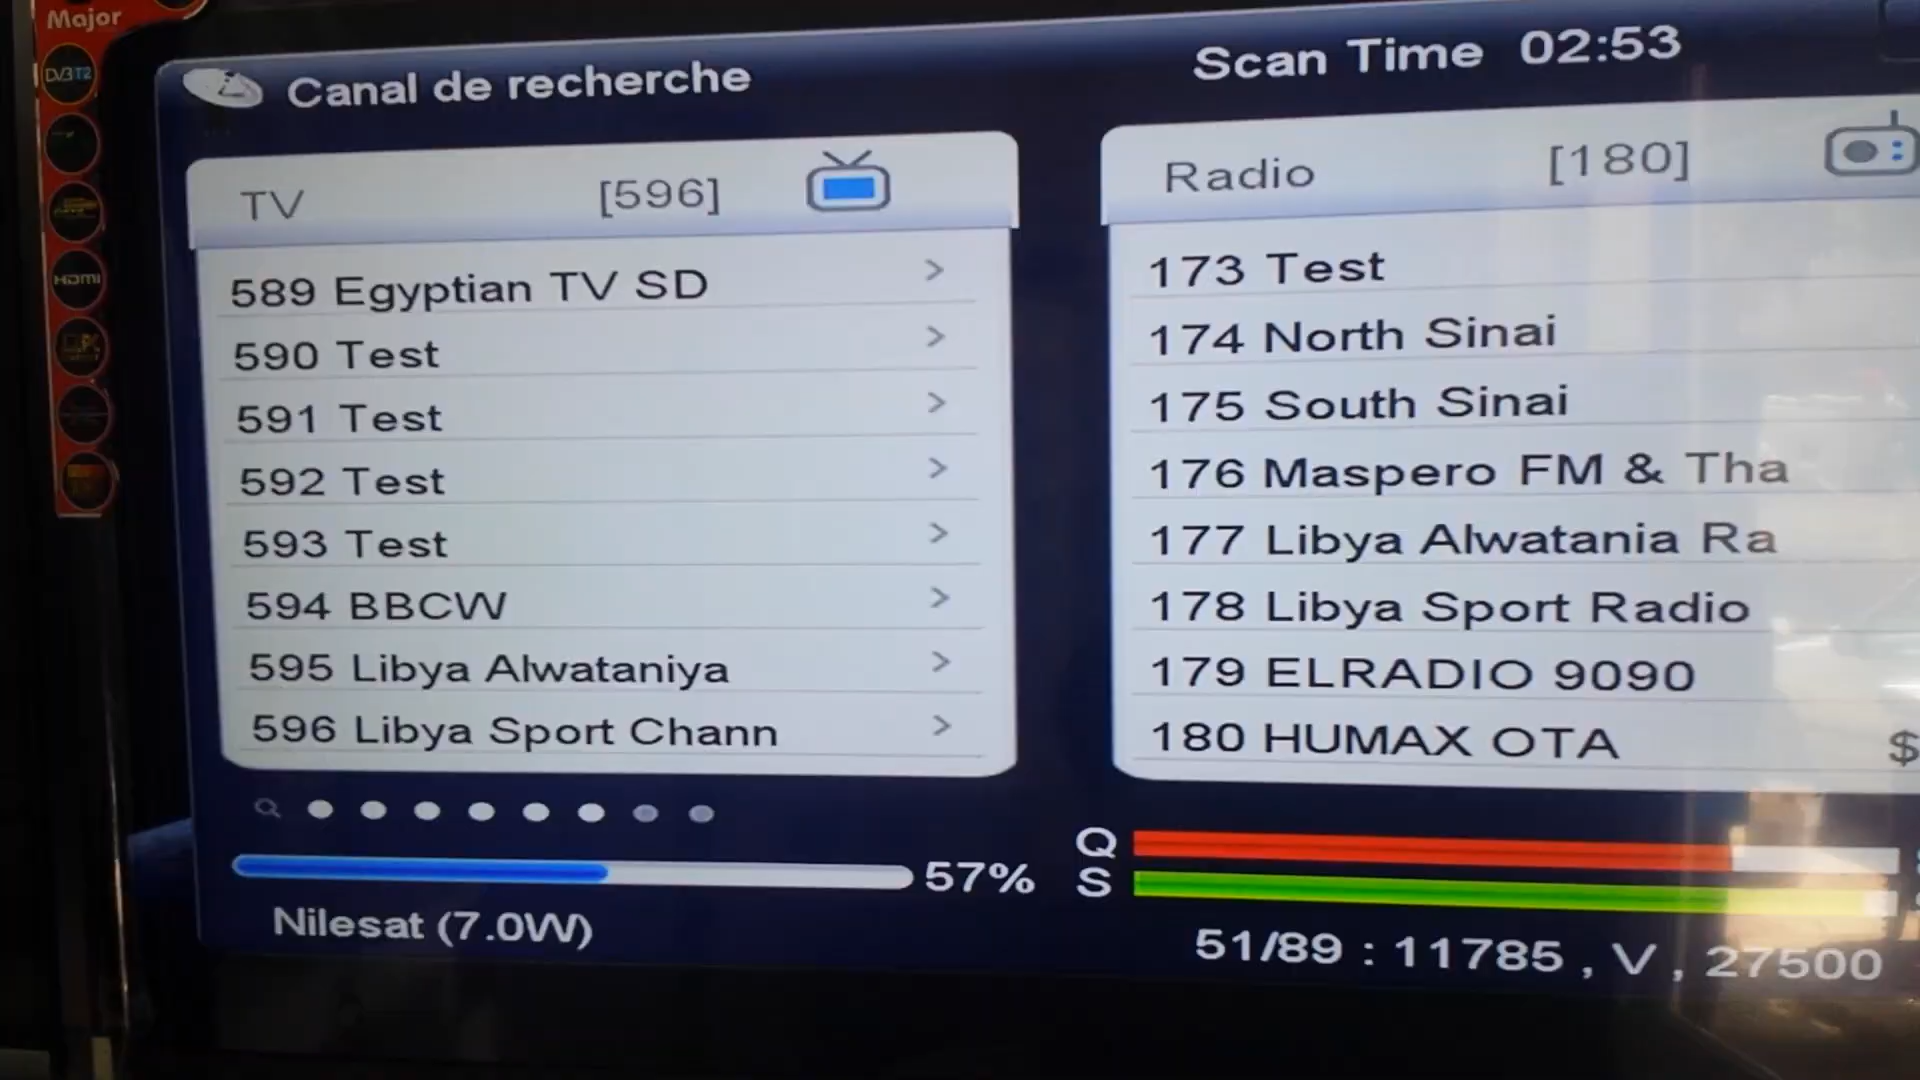 Major
DVB T2
HDMI
Canal de recherche
Scan Time 02:53
TV [596]
589 Egyptian TV SD >
590 Test >
591 Test >
592 Test >
593 Test >
594 BBCW >
595 Libya Alwataniya >
596 Libya Sport Chann >
Radio [180]
173 Test
174 North Sinai
175 South Sinai
176 Maspero FM & Tha
177 Libya Alwatania Ra
178 Libya Sport Radio
179 ELRADIO 9090
180 HUMAX OTA $
57%
Nilesat (7.0W)
Q
S
51/89 : 11785 , V , 27500